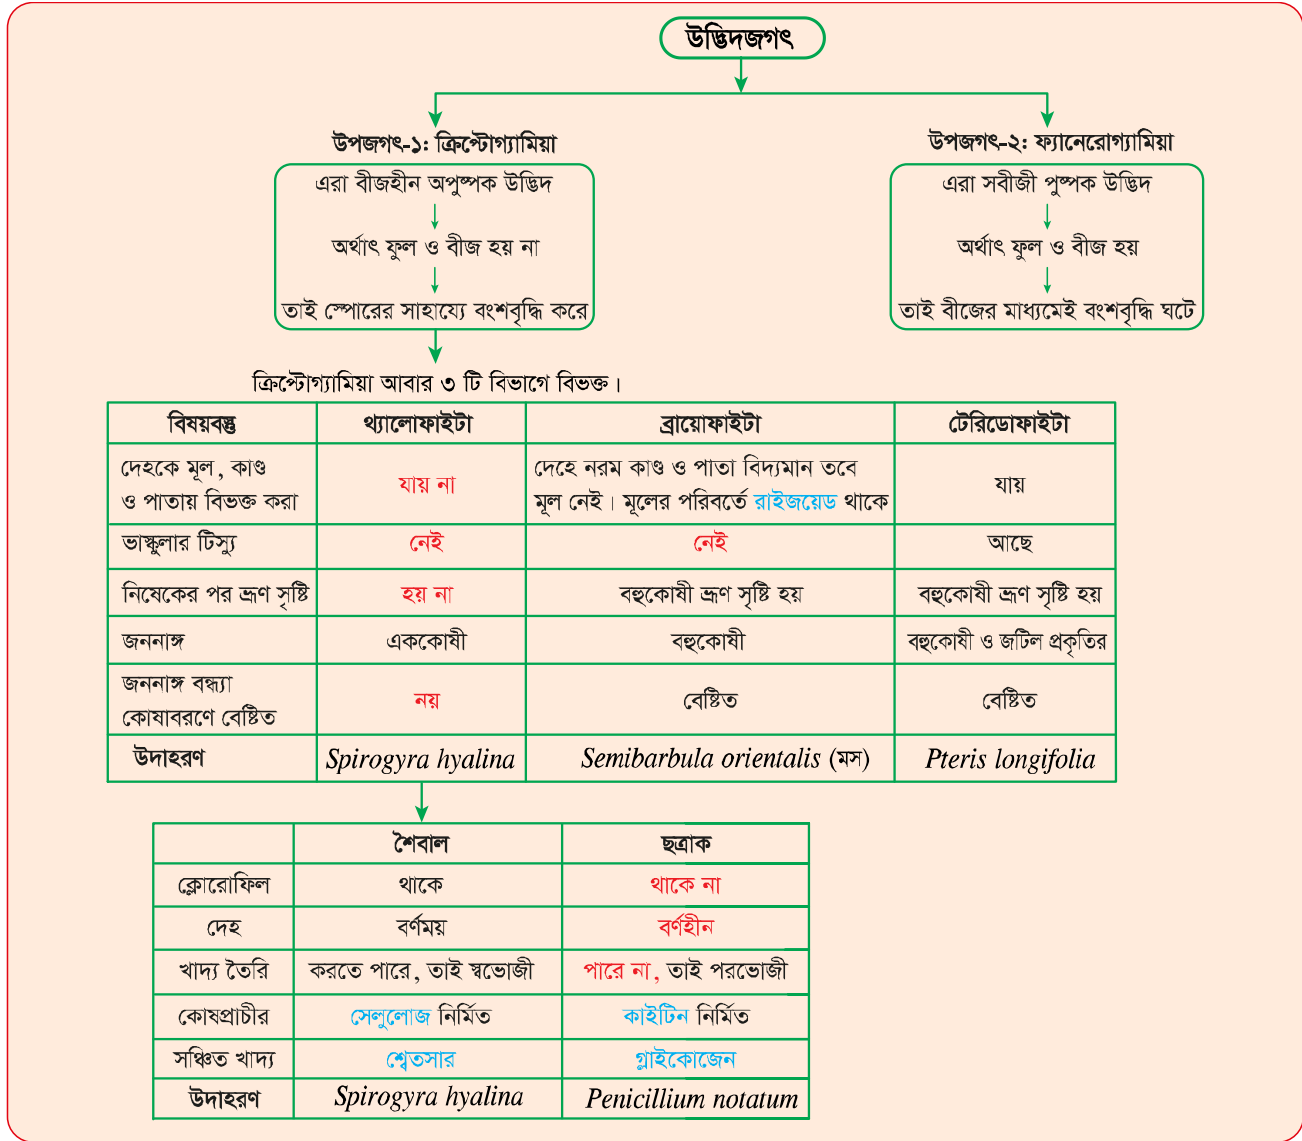 উদ্ভিদজগৎ
উপজগৎ-১: ক্রিপ্টোগ্যামিয়া
এরা বীজহীন অপুষ্পক উদ্ভিদ
অর্থাৎ ফুল ও বীজ হয় না
তাই স্পোরের সাহায্যে বংশবৃদ্ধি করে
উপজগৎ-২: ফ্যানেরোগ্যামিয়া
এরা সবীজী পুষ্পক উদ্ভিদ
অর্থাৎ ফুল ও বীজ হয়
তাই বীজের মাধ্যমেই বংশবৃদ্ধি ঘটে
ক্রিপ্টোগ্যামিয়া আবার ৩ টি বিভাগে বিভক্ত।
বিষয়বস্তু থ্যালোফাইটা ব্রায়োফাইটা টেরিডোফাইটা
দেহকে মূল, কাণ্ড
ও পাতায় বিভক্ত করা
যায় না
দেহে নরম কাণ্ড ও পাতা বিদ্যমান তবে
মূল নেই। মূলের পরিবর্তে রাইজয়েড থাকে
যায়
ভাস্কুলার টিস্যু নেই নেই আছে
নিষেকের পর ভ্রূণ সৃষ্টি হয় না বহুকোষী ভ্রূণ সৃষ্টি হয় বহুকোষী ভ্রূণ সৃষ্টি হয়
জননাঙ্গ এককোষী বহুকোষী বহুকোষী ও জটিল প্রকৃতির
জননাঙ্গ বন্ধ্যা
কোষাবরণে বেষ্টিত
নয় বেষ্টিত বেষ্টিত
উদাহরণ Spirogyra hyalina Semibarbula orientalis (মস) Pteris longifolia
শৈবাল ছত্রাক
ক্লোরোফিল থাকে থাকে না
দেহ বর্ণময় বর্ণহীন
খাদ্য তৈরি করতে পারে, তাই স্বভোজী পারে না, তাই পরভোজী
কোষপ্রাচীর সেলুলোজ নির্মিত কাইটিন নির্মিত
সঞ্চিত খাদ্য শ্বেতসার গ্লাইকোজেন
উদাহরণ Spirogyra hyalina Penicillium notatum